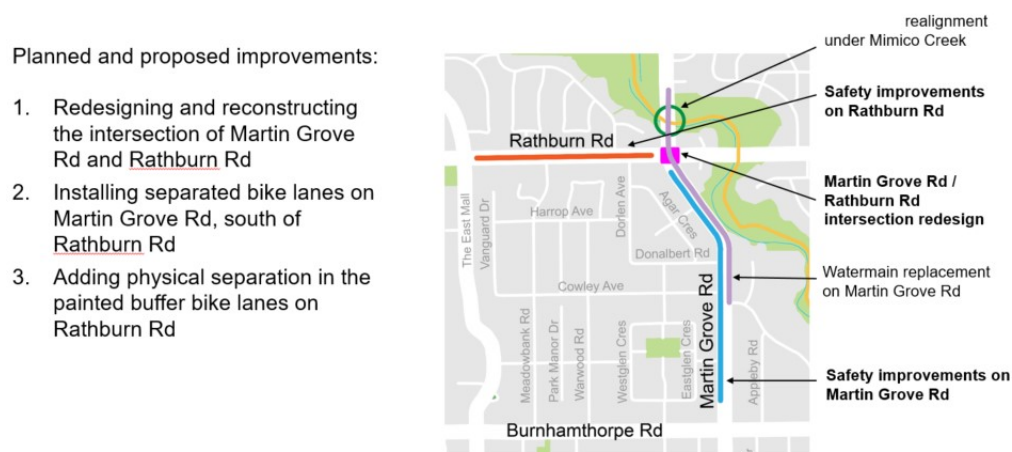 Planned and proposed improvements:
1. Redesigning and reconstructing
the intersection of Martin Grove
Rd and Rathburn Rd
2. Installing separated bike lanes on
Martin Grove Rd, south of
Rathburn Rd
3. Adding physical separation in the
painted buffer bike lanes on
Rathburn Rd
realignment
under Mimico Creek
Safety improvements
on Rathburn Rd
Martin Grove Rd /
Rathburn Rd
intersection redesign
Watermain replacement
on Martin Grove Rd
Safety improvements on
Martin Grove Rd
Rathburn Rd
The East Mall
Vanguard Dr
Harrop Ave
Dorlen Ave
Agar Cres
Donalbert Rd
Cowley Ave
Meadowbank Rd
Park Manor Dr
Warwood Rd
Westglen Cres
Eastglen Cres
Martin Grove Rd
Appleby Rd
Burnhamthorpe Rd